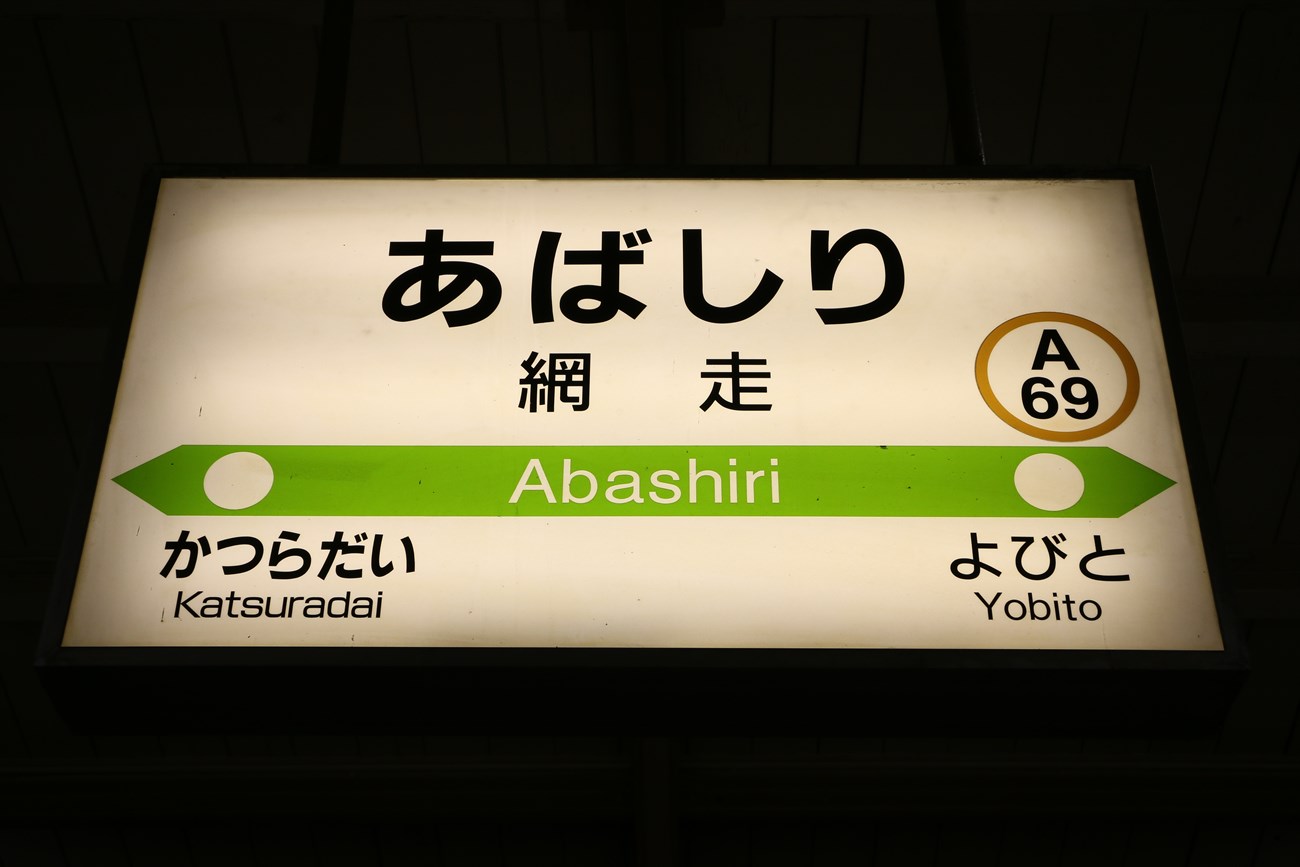 あばしり
網 走
A
69
Abashiri
かつらだい
Katsuradai
よびと
Yobito